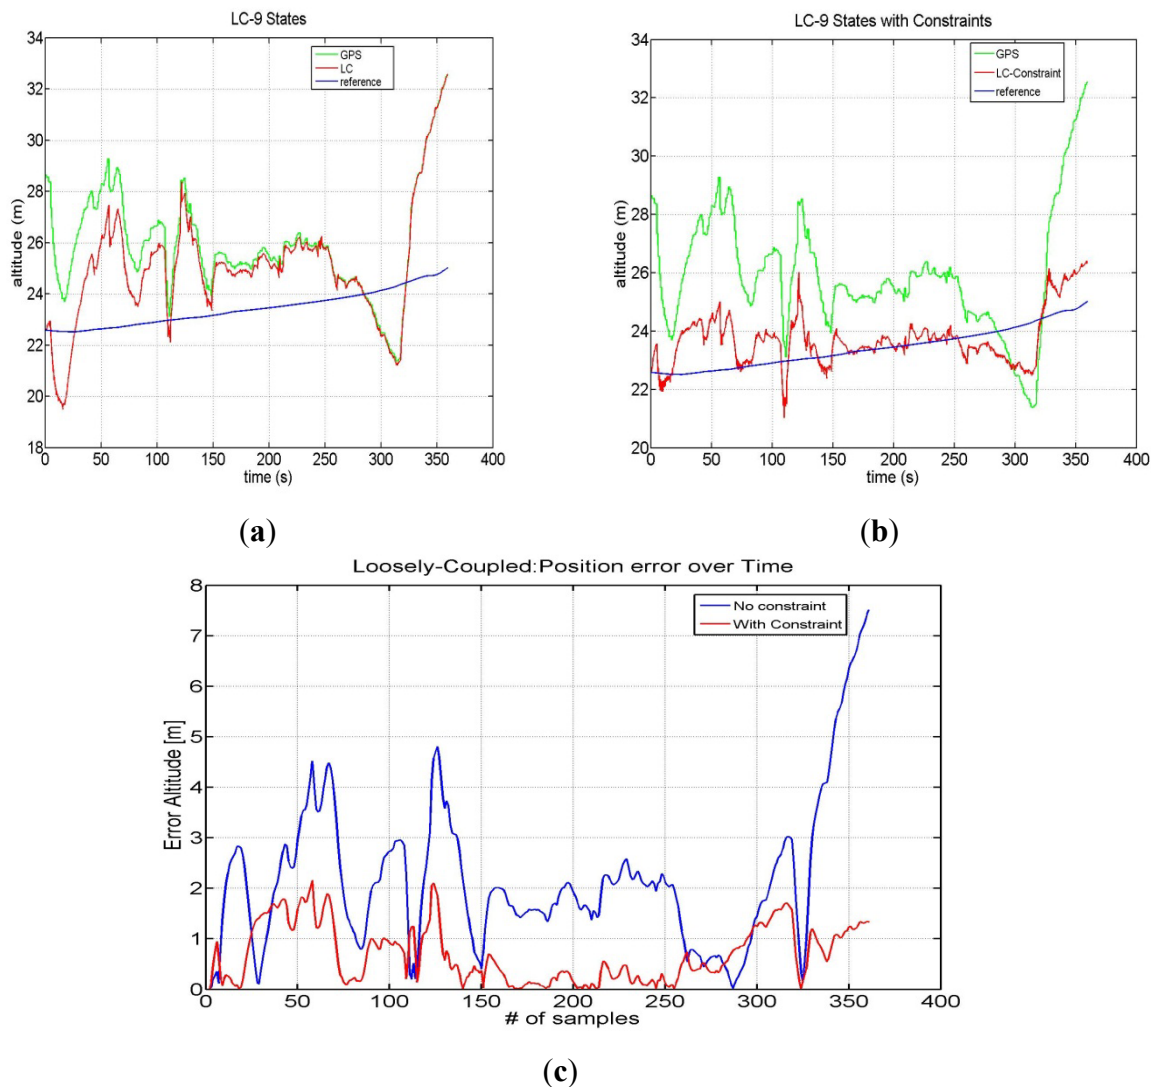 LC-9 States
34
32
30
28
26
24
22
20
18
altitude (m)
GPS
LC
reference
0 50 100 150 200 250 300 350 400
time (s)
(a)
LC-9 States with Constraints
34
32
30
28
26
24
22
20
altitude (m)
GPS
LC-Constraint
reference
0 50 100 150 200 250 300 350 400
time (s)
(b)
Loosely-Coupled:Position error over Time
8
7
6
5
4
3
2
1
0
Error Altitude [m]
No constraint
With Constraint
0 50 100 150 200 250 300 350 400
# of samples
(c)